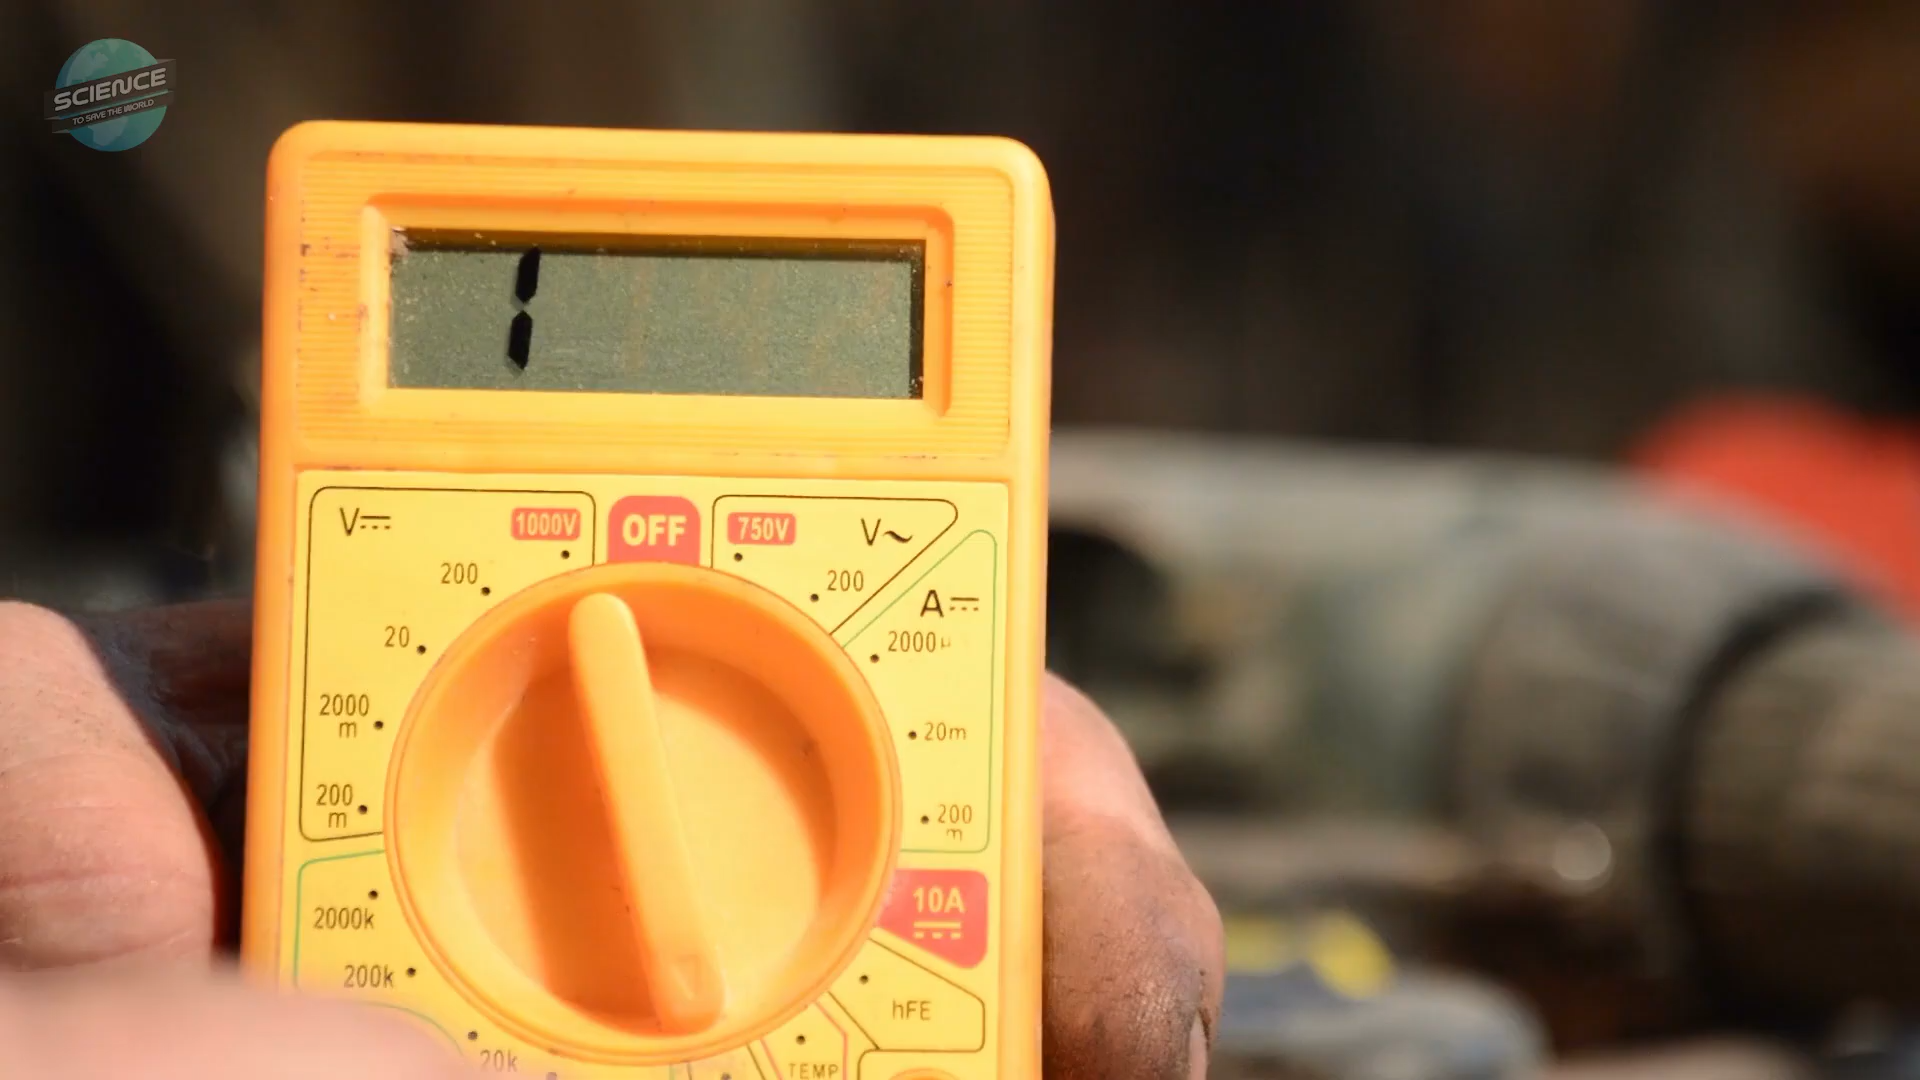 SCIENCE
TO SAVE THE WORLD
1
V⎓
1000V
OFF
750V
V~
200
200
A⎓
20
2000µ
2000
m
20m
200
m
200
m
2000k
10A
200k
hFE
20k
TEMP